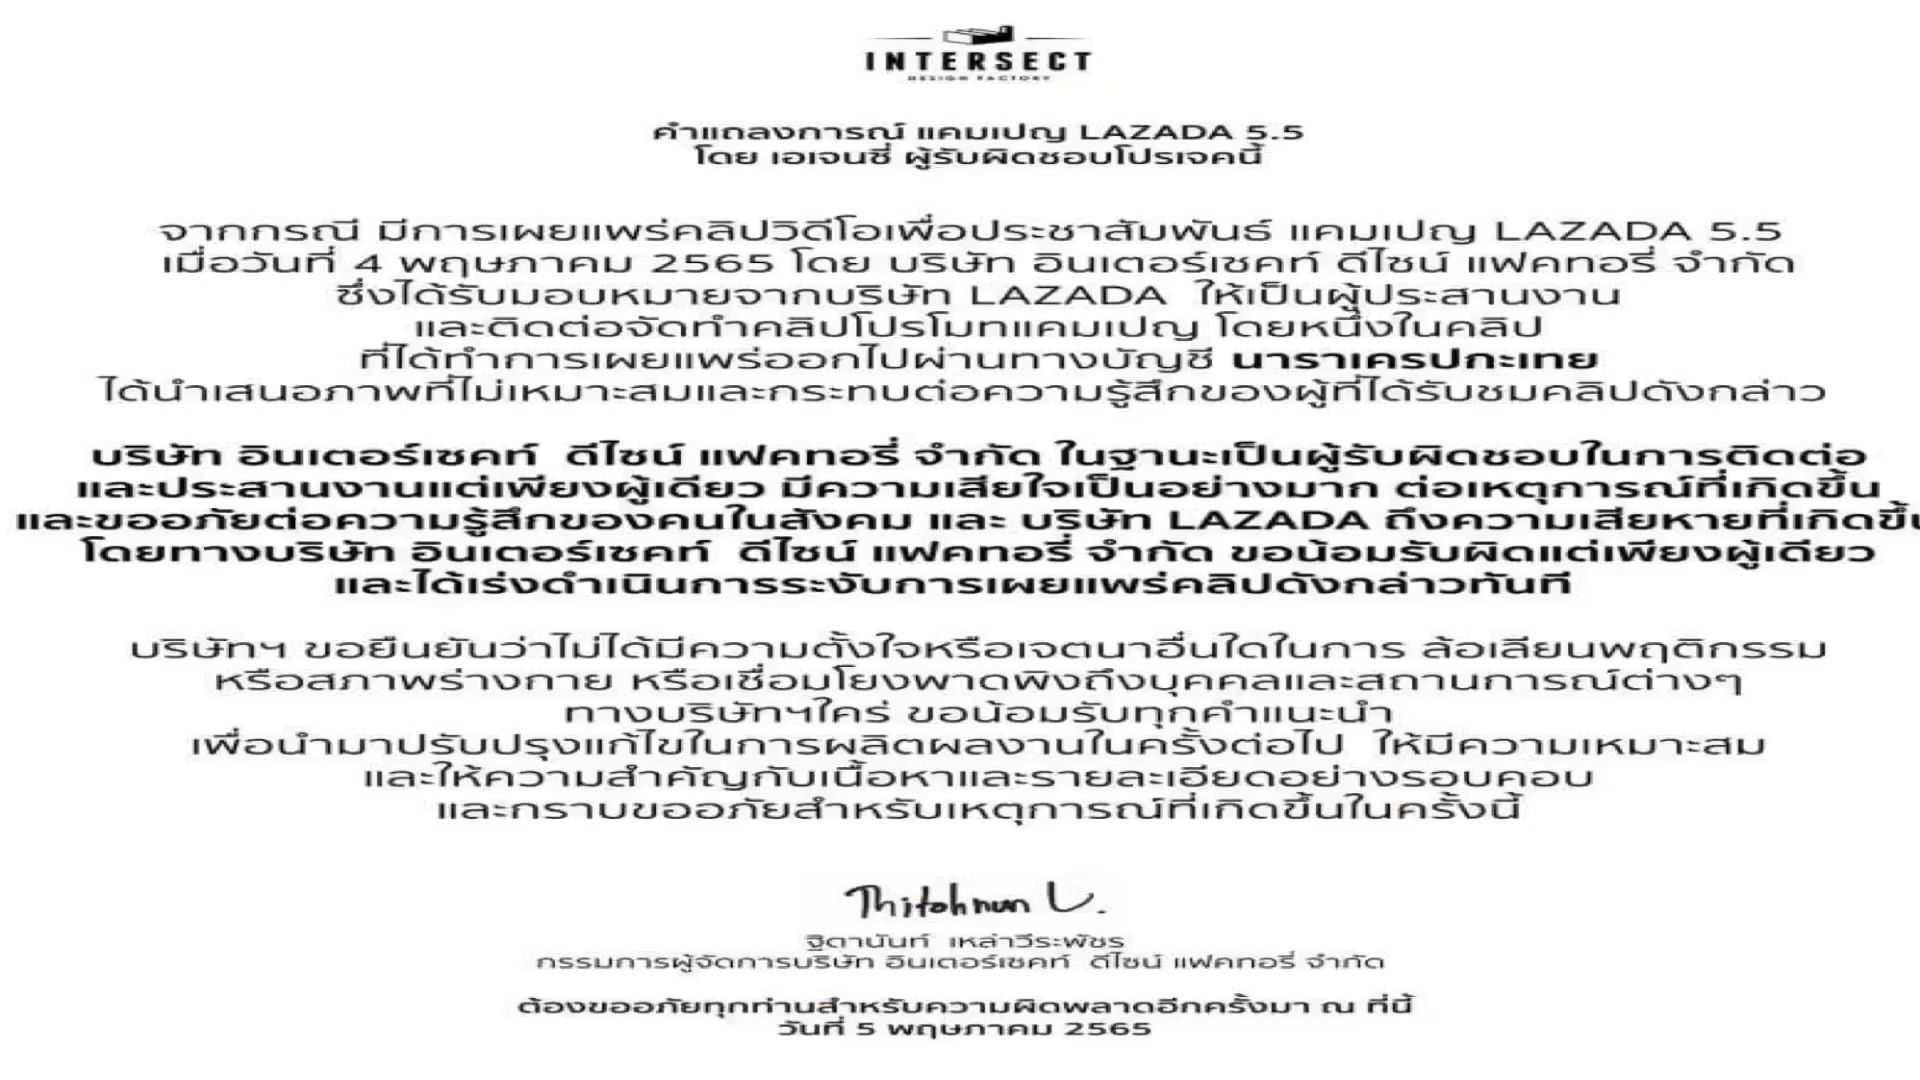 INTERSECT
DESIGN FACTORY
คำแถลงการณ์ แคมเปญ LAZADA 5.5
โดย เอเจนซี่ ผู้รับผิดชอบโปรเจคนี้
จากกรณี มีการเผยแพร่คลิปวิดีโอเพื่อประชาสัมพันธ์ แคมเปญ LAZADA 5.5
เมื่อวันที่ 4 พฤษภาคม 2565 โดย บริษัท อินเตอร์เซคท์ ดีไซน์ แฟคทอรี่ จำกัด
ซึ่งได้รับมอบหมายจากบริษัท LAZADA ให้เป็นผู้ประสานงาน
และติดต่อจัดทำคลิปโปรโมทแคมเปญ โดยหนึ่งในคลิป
ที่ได้ทำการเผยแพร่ออกไปผ่านทางบัญชี นาราเครปกะเทย
ได้นำเสนอภาพที่ไม่เหมาะสมและกระทบต่อความรู้สึกของผู้ที่ได้รับชมคลิปดังกล่าว
บริษัท อินเตอร์เซคท์ ดีไซน์ แฟคทอรี่ จำกัด ในฐานะเป็นผู้รับผิดชอบในการติดต่อ
และประสานงานแต่เพียงผู้เดียว มีความเสียใจเป็นอย่างมาก ต่อเหตุการณ์ที่เกิดขึ้น
และขออภัยต่อความรู้สึกของคนในสังคม และ บริษัท LAZADA ถึงความเสียหายที่เกิดขึ้น
โดยทางบริษัท อินเตอร์เซคท์ ดีไซน์ แฟคทอรี่ จำกัด ขอน้อมรับผิดแต่เพียงผู้เดียว
และได้เร่งดำเนินการระงับการเผยแพร่คลิปดังกล่าวทันที
บริษัทฯ ขอยืนยันว่าไม่ได้มีความตั้งใจหรือเจตนาอื่นใดในการ ล้อเลียนพฤติกรรม
หรือสภาพร่างกาย หรือเชื่อมโยงพาดพิงถึงบุคคลและสถานการณ์ต่างๆ
ทางบริษัทฯใคร่ ขอน้อมรับทุกคำแนะนำ
เพื่อนำมาปรับปรุงแก้ไขในการผลิตผลงานในครั้งต่อไป ให้มีความเหมาะสม
และให้ความสำคัญกับเนื้อหาและรายละเอียดอย่างรอบคอบ
และกราบขออภัยสำหรับเหตุการณ์ที่เกิดขึ้นในครั้งนี้
Thitahnun L.
ฐิตานันท์ เหล่าวีระพัชร
กรรมการผู้จัดการบริษัท อินเตอร์เซคท์ ดีไซน์ แฟคทอรี่ จำกัด
ต้องขออภัยทุกท่านสำหรับความผิดพลาดอีกครั้งมา ณ ที่นี้
วันที่ 5 พฤษภาคม 2565